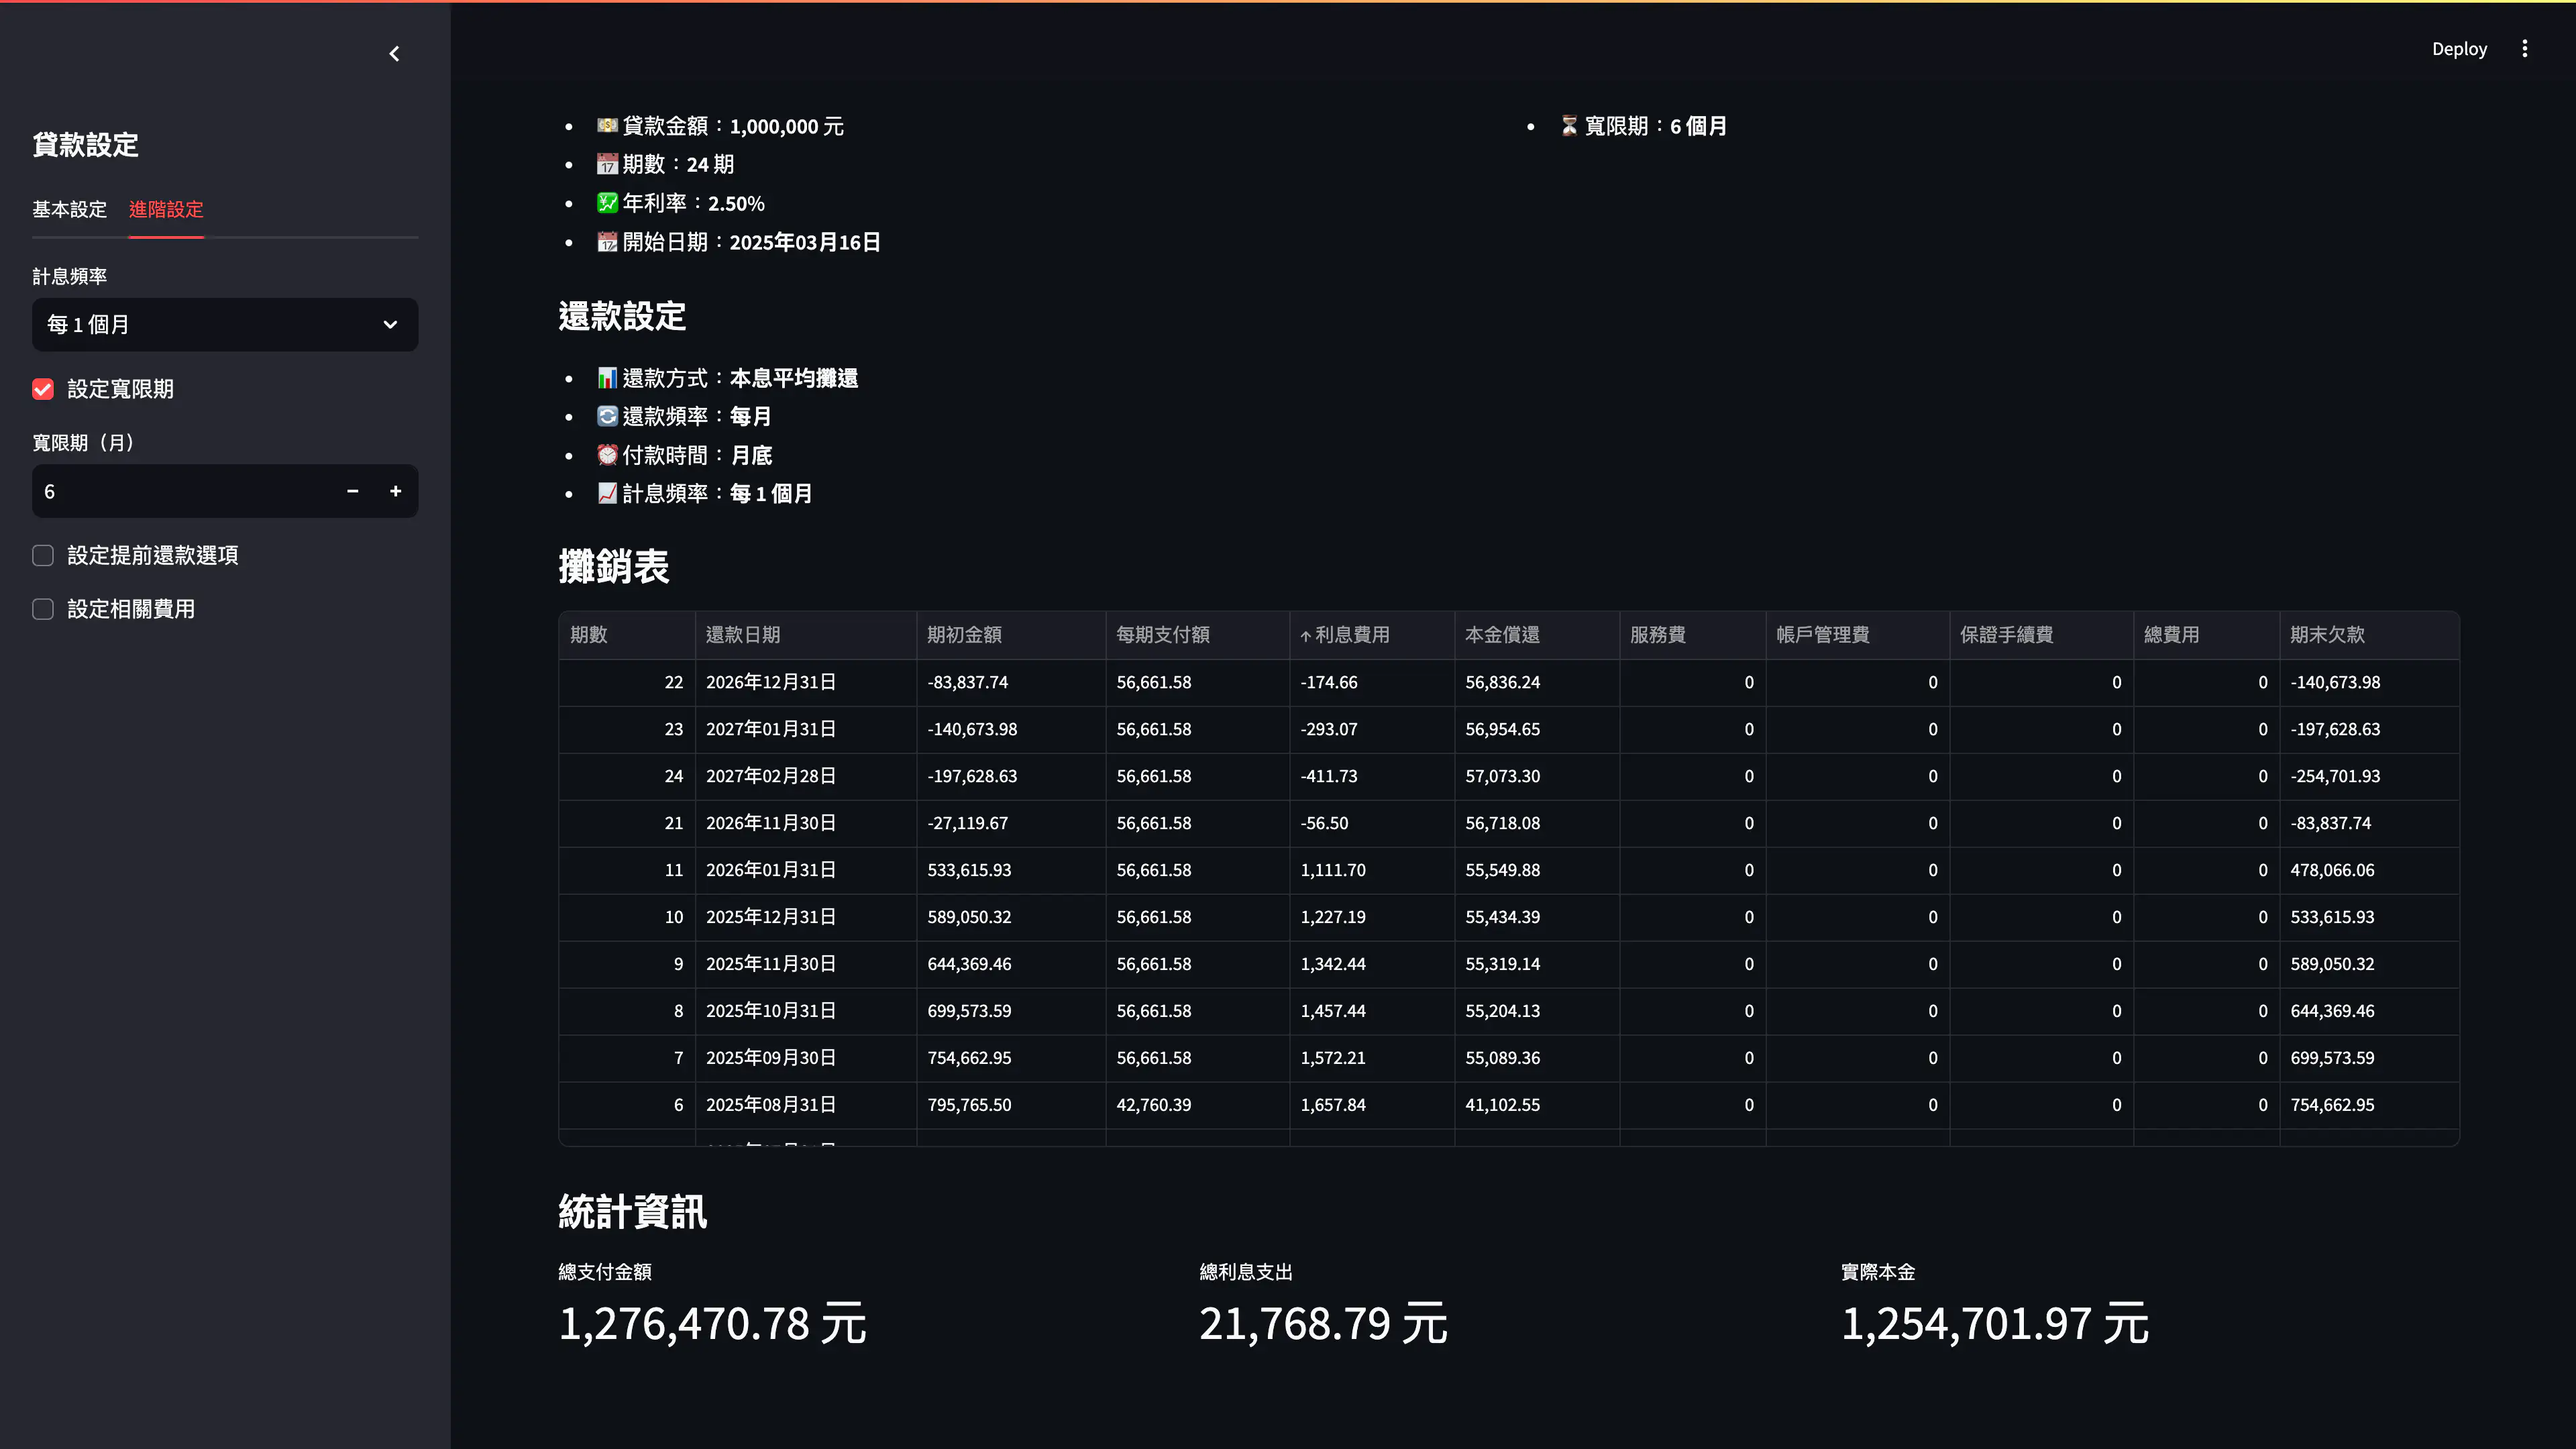 Deploy
貸款設定
基本設定 進階設定
計息頻率
每 1 個月
設定寬限期
寬限期（月）
6
設定提前還款選項
設定相關費用
貸款金額：1,000,000 元
期數：24 期
年利率：2.50%
開始日期：2025年03月16日
寬限期：6 個月
還款設定
還款方式：本息平均攤還
還款頻率：每月
付款時間：月底
計息頻率：每 1 個月
攤銷表
期數 還款日期 期初金額 每期支付額 ↑ 利息費用 本金償還 服務費 帳戶管理費 保證手續費 總費用 期末欠款
22 2026年12月31日 -83,837.74 56,661.58 -174.66 56,836.24 0 0 0 0 -140,673.98
23 2027年01月31日 -140,673.98 56,661.58 -293.07 56,954.65 0 0 0 0 -197,628.63
24 2027年02月28日 -197,628.63 56,661.58 -411.73 57,073.30 0 0 0 0 -254,701.93
21 2026年11月30日 -27,119.67 56,661.58 -56.50 56,718.08 0 0 0 0 -83,837.74
11 2026年01月31日 533,615.93 56,661.58 1,111.70 55,549.88 0 0 0 0 478,066.06
10 2025年12月31日 589,050.32 56,661.58 1,227.19 55,434.39 0 0 0 0 533,615.93
9 2025年11月30日 644,369.46 56,661.58 1,342.44 55,319.14 0 0 0 0 589,050.32
8 2025年10月31日 699,573.59 56,661.58 1,457.44 55,204.13 0 0 0 0 644,369.46
7 2025年09月30日 754,662.95 56,661.58 1,572.21 55,089.36 0 0 0 0 699,573.59
6 2025年08月31日 795,765.50 42,760.39 1,657.84 41,102.55 0 0 0 0 754,662.95
統計資訊
總支付金額
1,276,470.78 元
總利息支出
21,768.79 元
實際本金
1,254,701.97 元